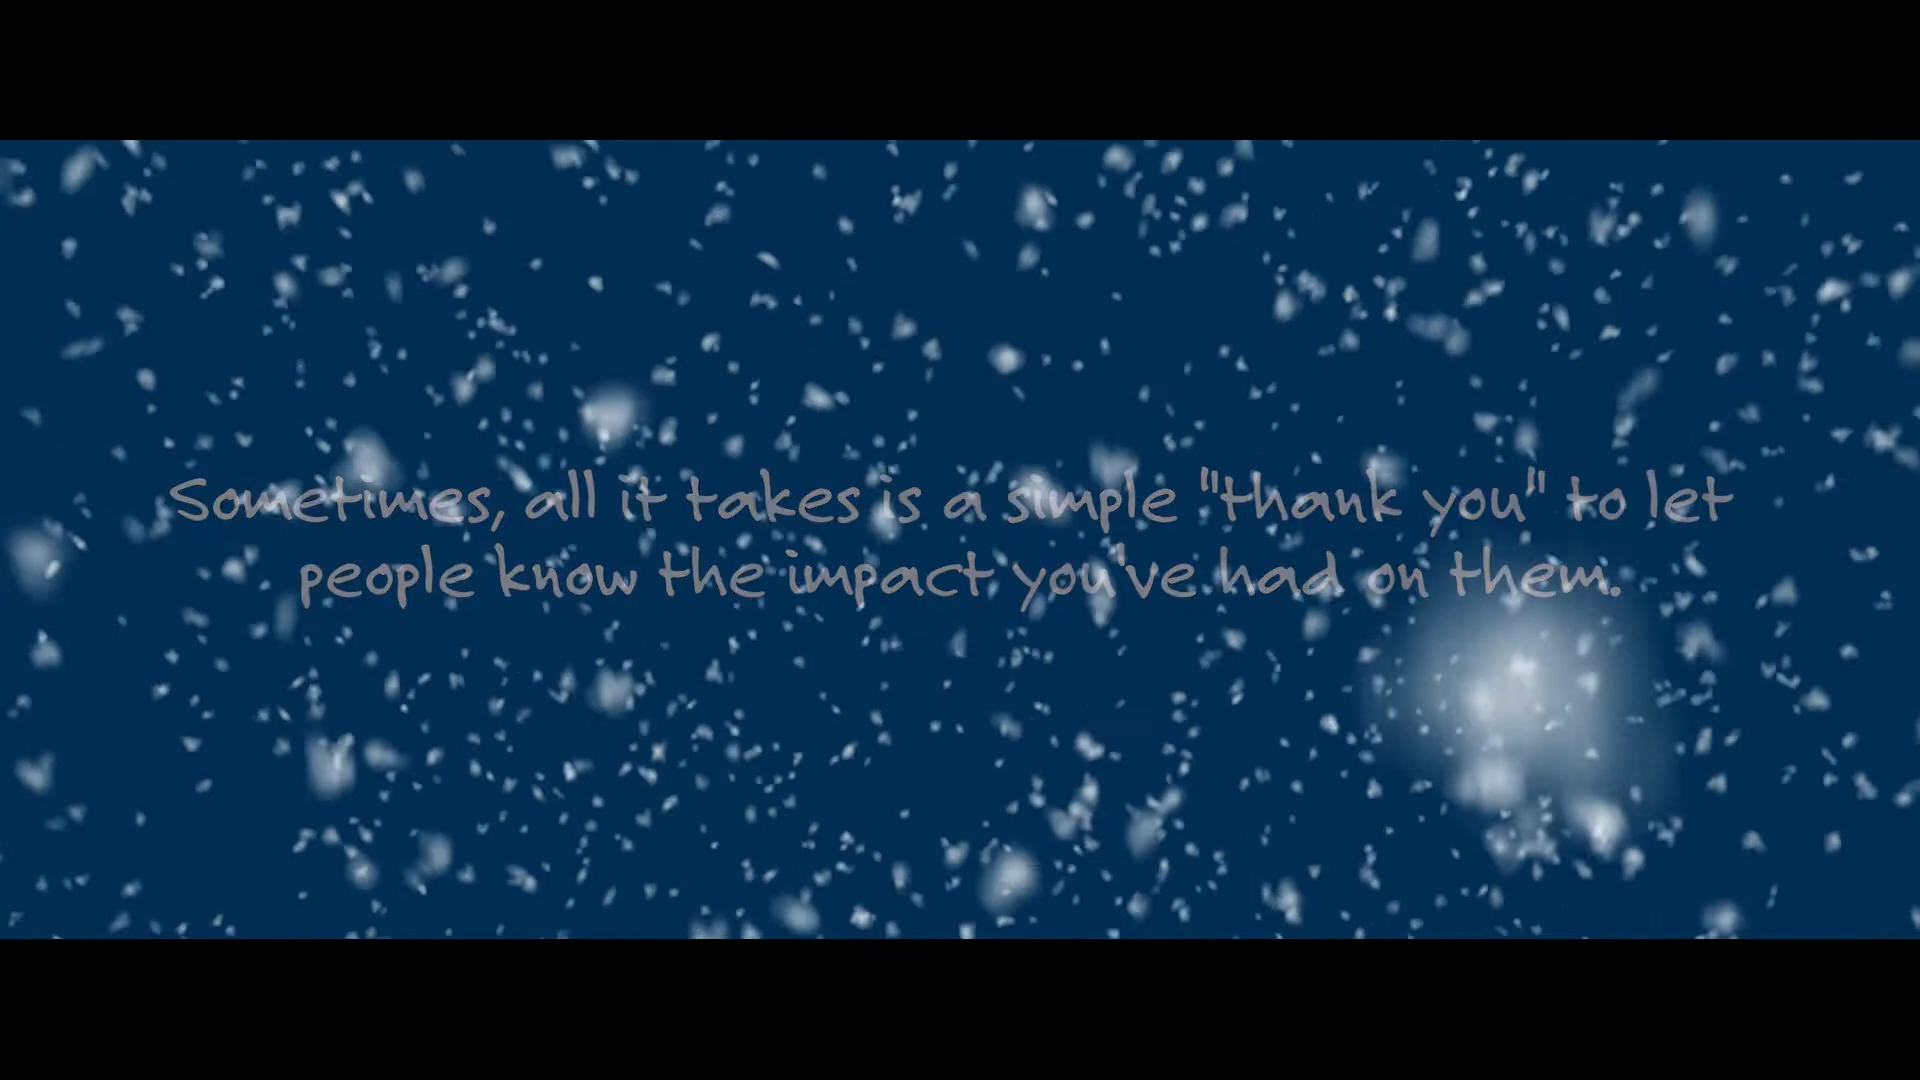 Sometimes, all it takes is a simple "thank you" to let
people know the impact you've had on them.